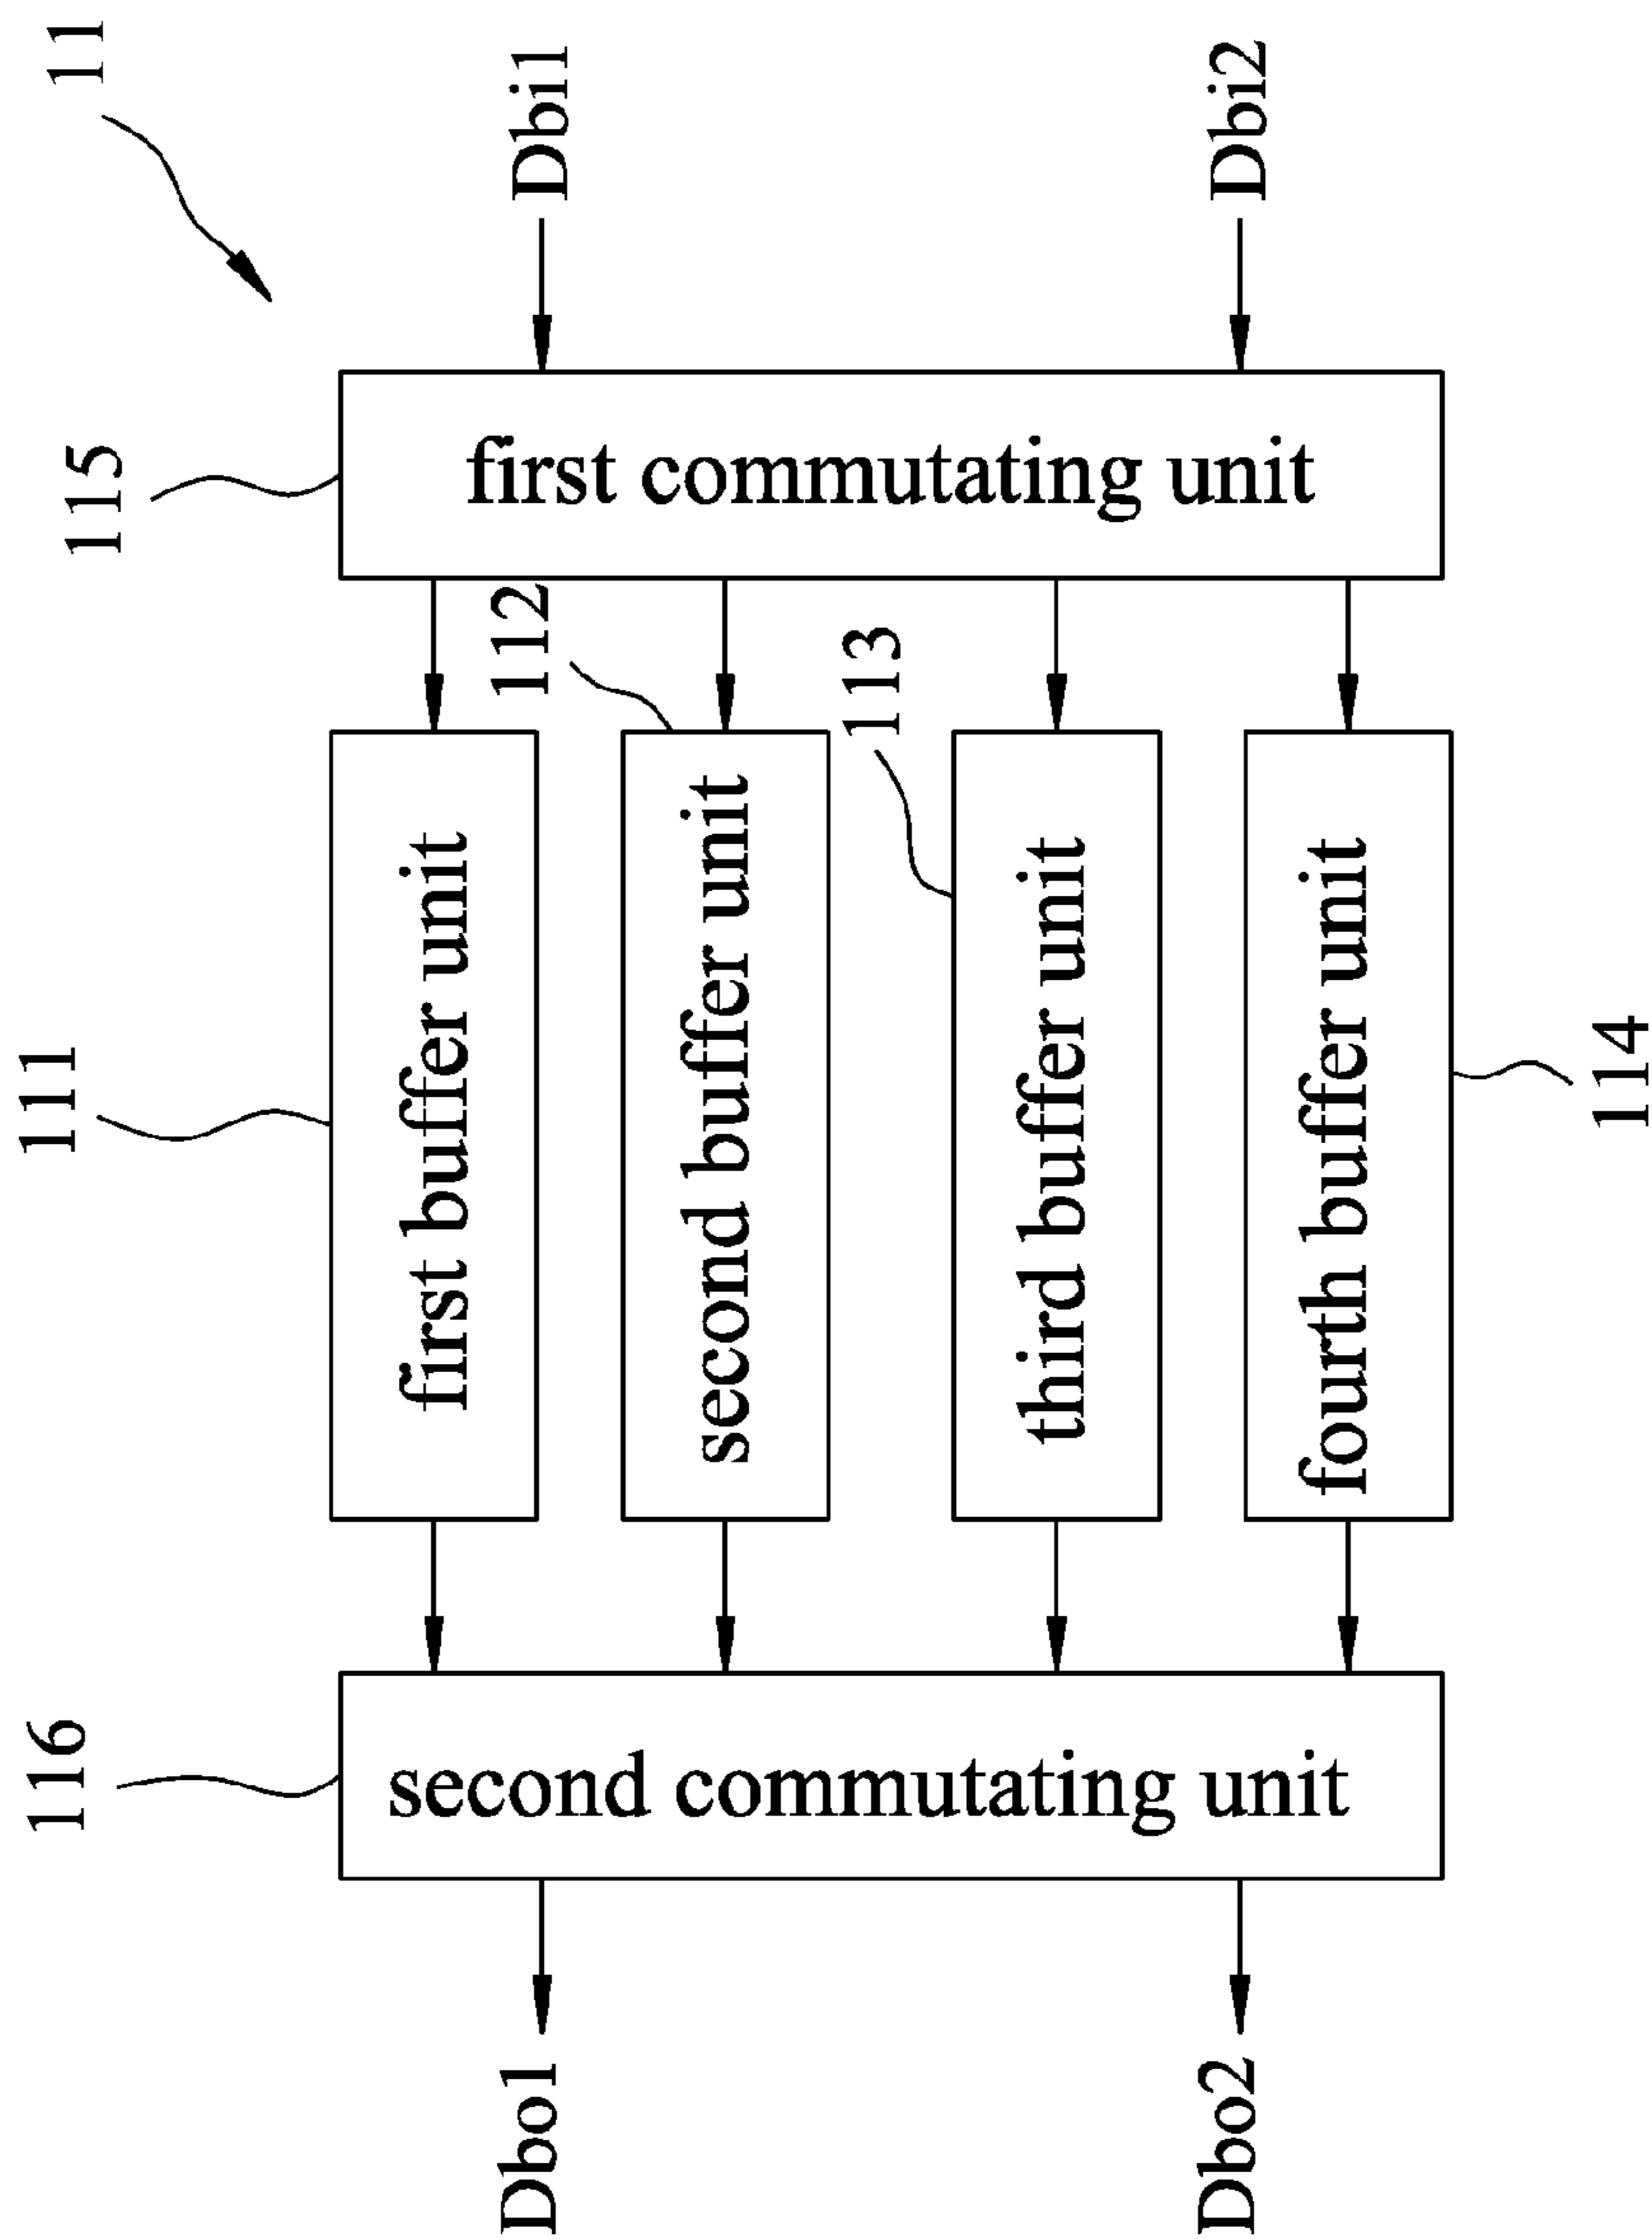 11
Dbi1
Dbi2
115
first commutating unit
112
113
111
first buffer unit
second buffer unit
third buffer unit
fourth buffer unit
114
116
second commutating unit
Dbo1
Dbo2